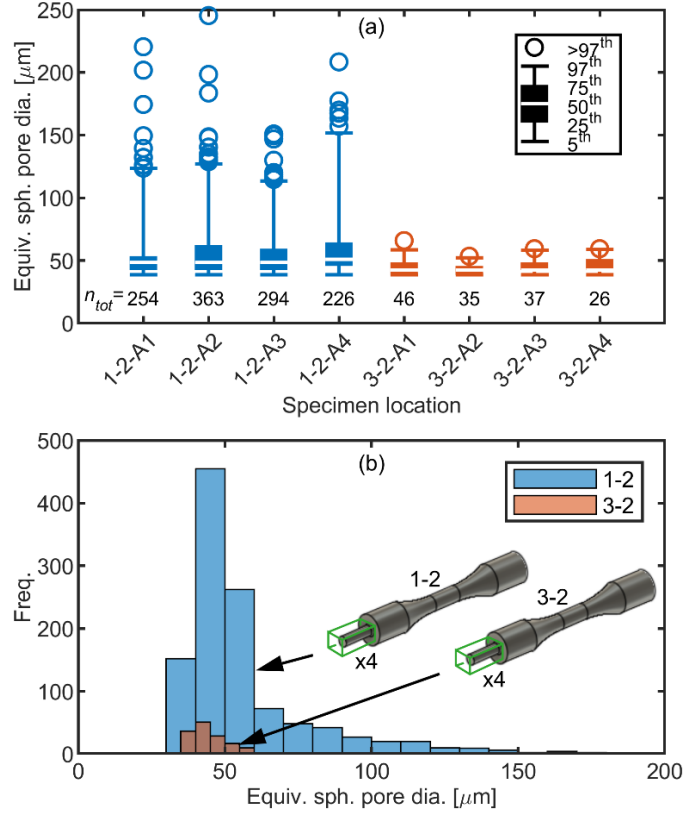 (a)
Equiv. sph. pore dia. [μm]
250
200
150
100
50
0
>97th
97th
75th
50th
25th
5th
ntot= 254 363 294 226 46 35 37 26
1-2-A1 1-2-A2 1-2-A3 1-2-A4 3-2-A1 3-2-A2 3-2-A3 3-2-A4
Specimen location
(b)
Freq.
500
400
300
200
100
0
1-2
3-2
1-2
x4
3-2
x4
0 50 100 150 200
Equiv. sph. pore dia. [μm]